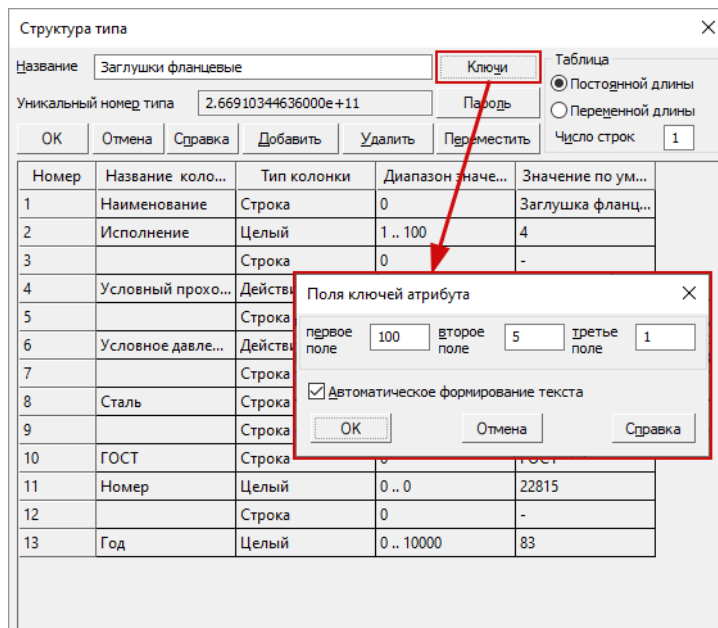 Структура типа
Название Заглушки фланцевые Ключи
Таблица
Постоянной длины
Уникальный номер типа 2.66910344636000e+11 Пароль
Переменной длины
OK Отмена Справка Добавить Удалить Переместить Число строк 1
Номер Название коло... Тип колонки Диапазон значе... Значение по ум...
1 Наименование Строка 0 Заглушка фланц...
2 Исполнение Целый 1 .. 100 4
3 Строка 0 -
4 Условный прохо... Действи
5 Строка
6 Условное давле... Действи
7 Строка
8 Сталь Строка
9 Строка
10 ГОСТ Строка
11 Номер Целый 0 .. 0 22815
12 Строка 0 -
13 Год Целый 0 .. 10000 83
Поля ключей атрибута
первое поле 100 второе поле 5 третье поле 1
Автоматическое формирование текста
OK Отмена Справка